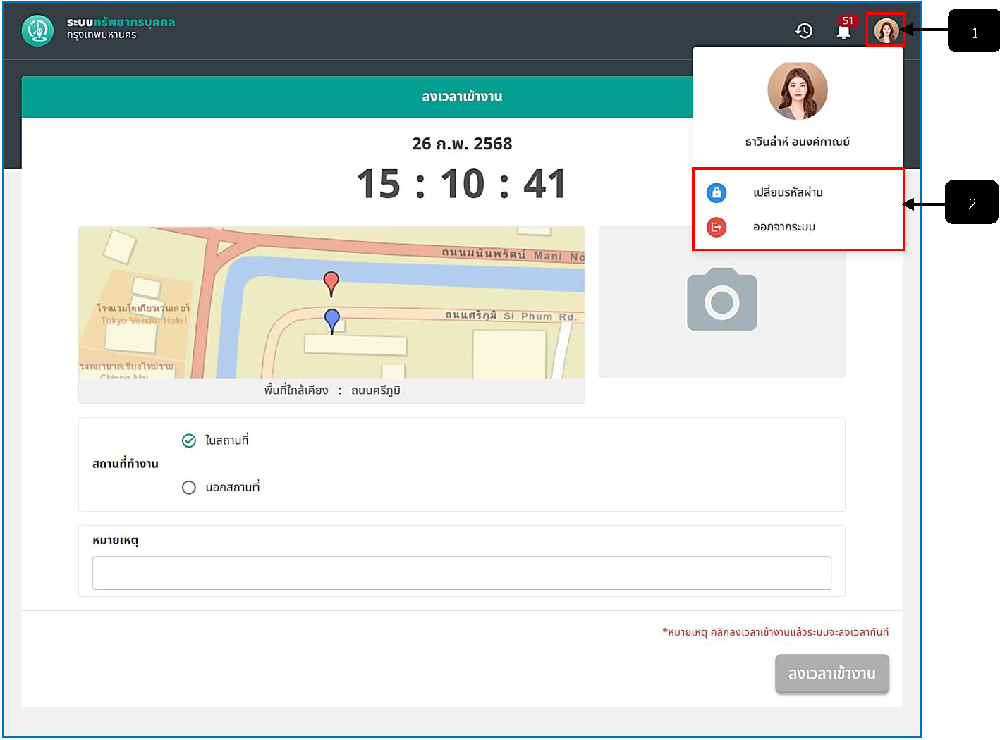 ระบบทรัพยากรบุคคล
กรุงเทพมหานคร
51
1
ลงเวลาเข้างาน
26 ก.พ. 2568
15 : 10 : 41
ธาวินล่าห์ อนงค์กาณย์
เปลี่ยนรหัสผ่าน
ออกจากระบบ
2
ถนนมนีนพรัตน์ Mani No
โรงแรมโตเกียวเวนเดอร์
Tokyo Vendor Hotel
ถนนศรีภูมิ Si Phum Rd.
รงพยาบาลเชียงใหม่ราม
Chiang Mai
พื้นที่ใกล้เคียง : ถนนศรีภูมิ
ในสถานที่
สถานที่ทำงาน
นอกสถานที่
หมายเหตุ
*หมายเหตุ คลิกลงเวลาเข้างานแล้วระบบจะลงเวลาทันที
ลงเวลาเข้างาน